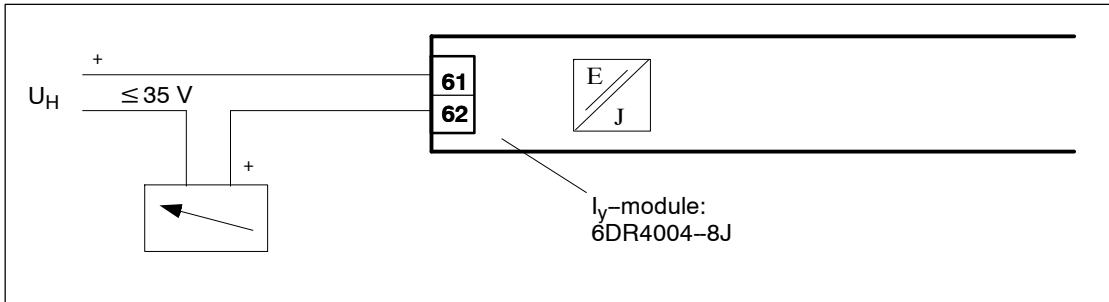 +
61
E
U_H
≤ 35 V
62
J
+
I_y–module:
6DR4004--8J